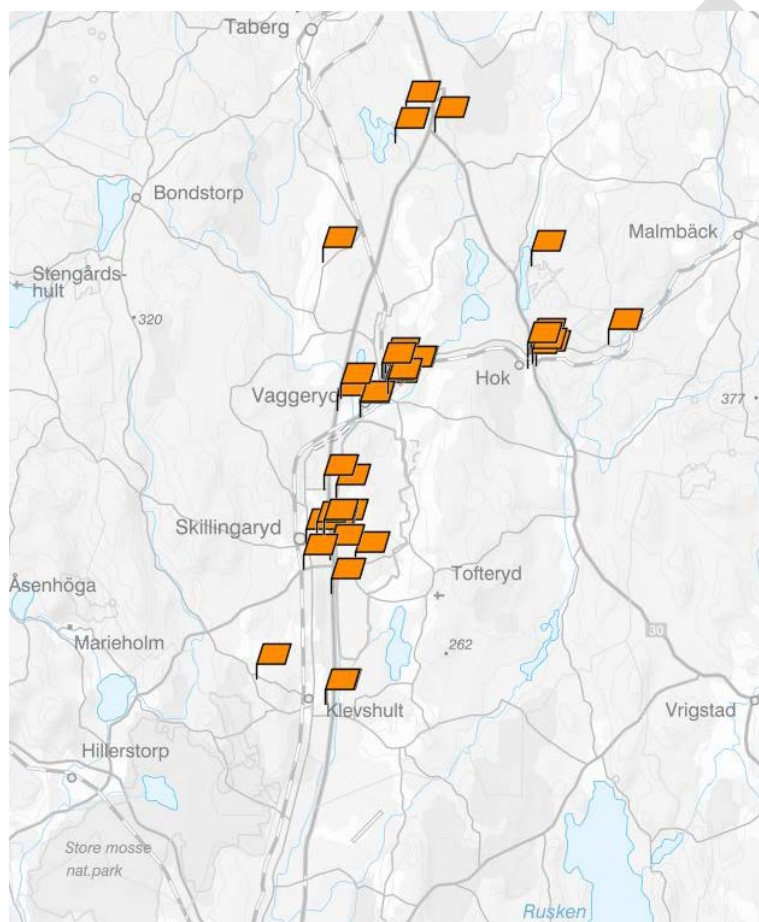 Taberg
Bondstorp
Malmbäck
Stengårds-
hult
320
Hok
Vaggeryd
377
Skillingaryd
Tofteryd
Åsenhöga
30
Marieholm
262
Klevshult
Vrigstad
Hillerstorp
Store mosse
nat.park
Rusken